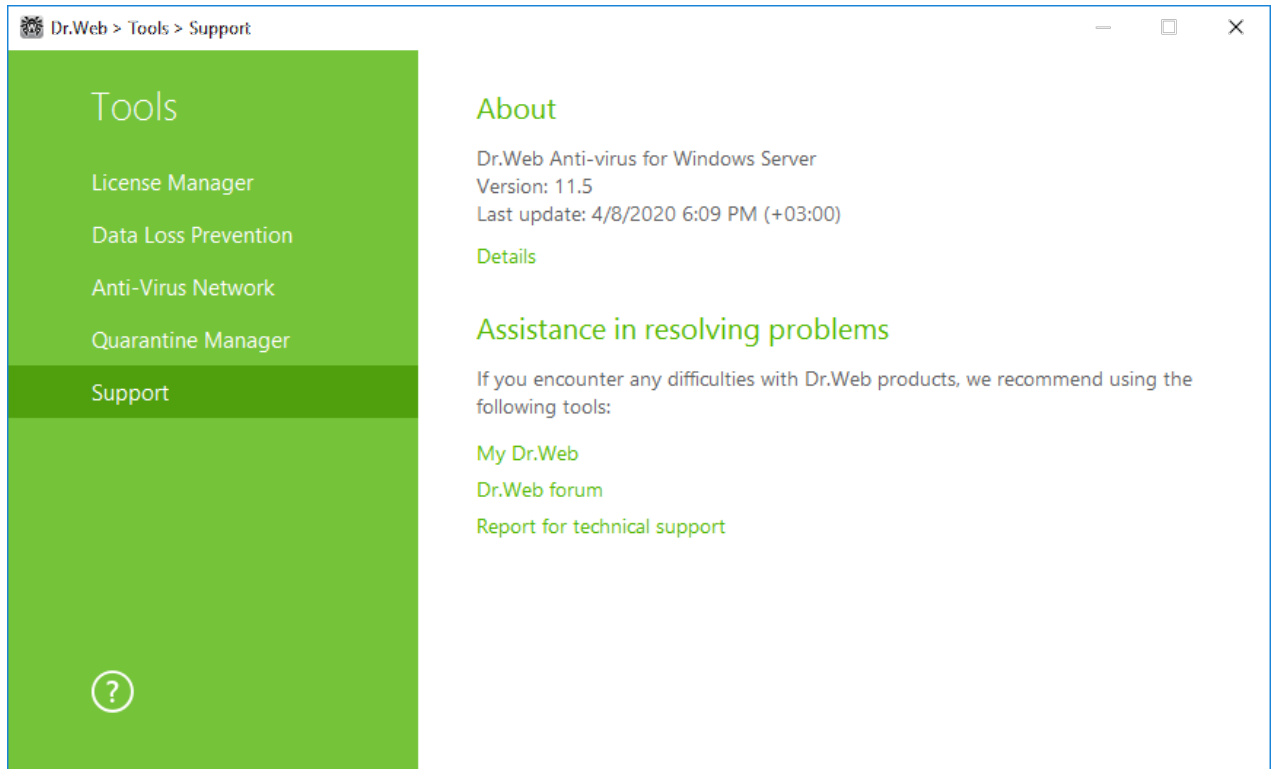 Dr.Web > Tools > Support
Tools
License Manager
Data Loss Prevention
Anti-Virus Network
Quarantine Manager
Support
?
About
Dr.Web Anti-virus for Windows Server
Version: 11.5
Last update: 4/8/2020 6:09 PM (+03:00)
Details
Assistance in resolving problems
If you encounter any difficulties with Dr.Web products, we recommend using the
following tools:
My Dr.Web
Dr.Web forum
Report for technical support